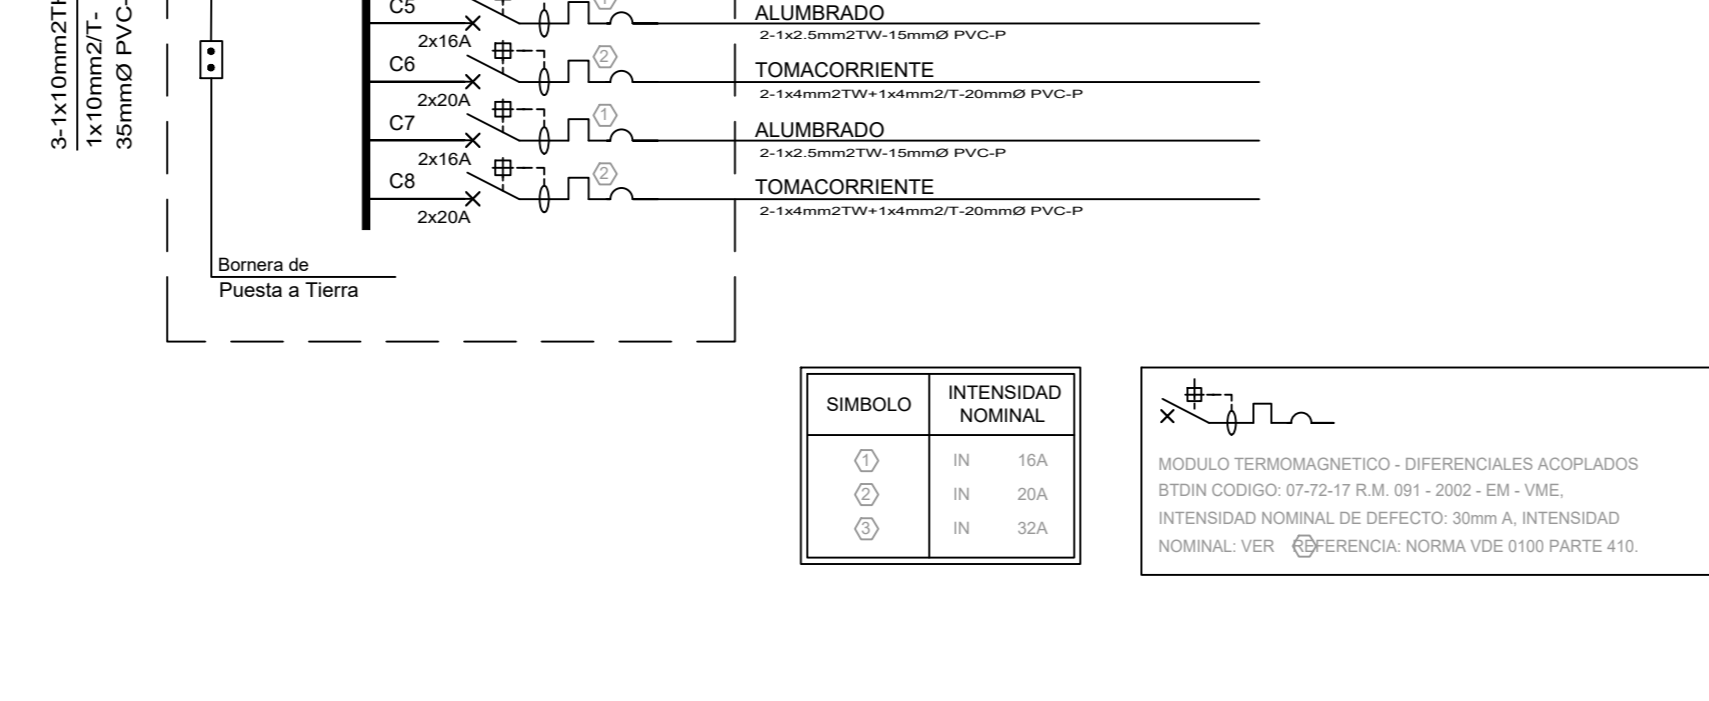 3-1x10mm2TH
1x10mm2/T-
35mmØ PVC-
C5
1
ALUMBRADO
2x16A
2-1x2.5mm2TW-15mmØ PVC-P
C6
2
TOMACORRIENTE
2x20A
2-1x4mm2TW+1x4mm2/T-20mmØ PVC-P
C7
1
ALUMBRADO
2x16A
2-1x2.5mm2TW-15mmØ PVC-P
C8
2
TOMACORRIENTE
2x20A
2-1x4mm2TW+1x4mm2/T-20mmØ PVC-P
Bornera de
Puesta a Tierra
SIMBOLO INTENSIDAD
NOMINAL
1 IN 16A
2 IN 20A
3 IN 32A
MODULO TERMOMAGNETICO - DIFERENCIALES ACOPLADOS
BTDIN CODIGO: 07-72-17 R.M. 091 - 2002 - EM - VME,
INTENSIDAD NOMINAL DE DEFECTO: 30mm A, INTENSIDAD
NOMINAL: VER REFERENCIA: NORMA VDE 0100 PARTE 410.